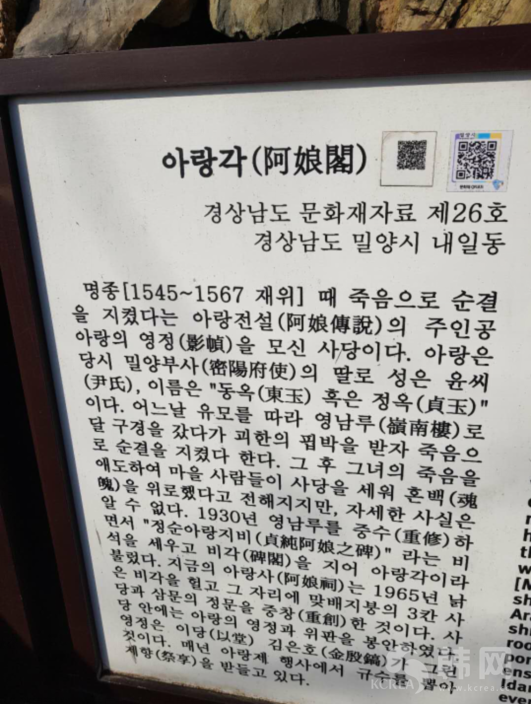 아랑각(阿娘閣)
경상남도 문화재자료 제26호
경상남도 밀양시 내일동
명종[1545~1567 재위] 때 죽음으로 순결
을 지켰다는 아랑전설(阿娘傳說)의 주인공
아랑의 영정(影幀)을 모신 사당이다. 아랑은
당시 밀양부사(密陽府使)의 딸로 성은 윤씨
(尹氏), 이름은 "동옥(東玉) 혹은 정옥(貞玉)"
이다. 어느날 유모를 따라 영남루(嶺南樓)로
달 구경을 갔다가 괴한의 핍박을 받자 죽음으
로 순결을 지켰다 한다. 그 후 그녀의 죽음을
애도하여 마을 사람들이 사당을 세워 혼백(魂
魄)을 위로했다고 전해지지만, 자세한 사실은
알 수 없다. 1930년 영남루를 중수(重修)하
면서 "정순아랑지비(貞純阿娘之碑)" 라는 비
석을 세우고 비각(碑閣)을 지어 아랑각이라
불렀다. 지금의 아랑사(阿娘祠)는 1965년 낡
은 비각을 헐고 그 자리에 맞배지붕의 3칸 사
당과 삼문의 정문을 중창(重創)한 것이다. 사
당 안에는 아랑의 영정과 위판을 봉안하였다.
영정은 이당(以堂) 김은호(金殷鎬)가 그린
것이다. 매년 아랑제 행사에서 규수를 뽑아
제향(祭享)을 받들고 있다.